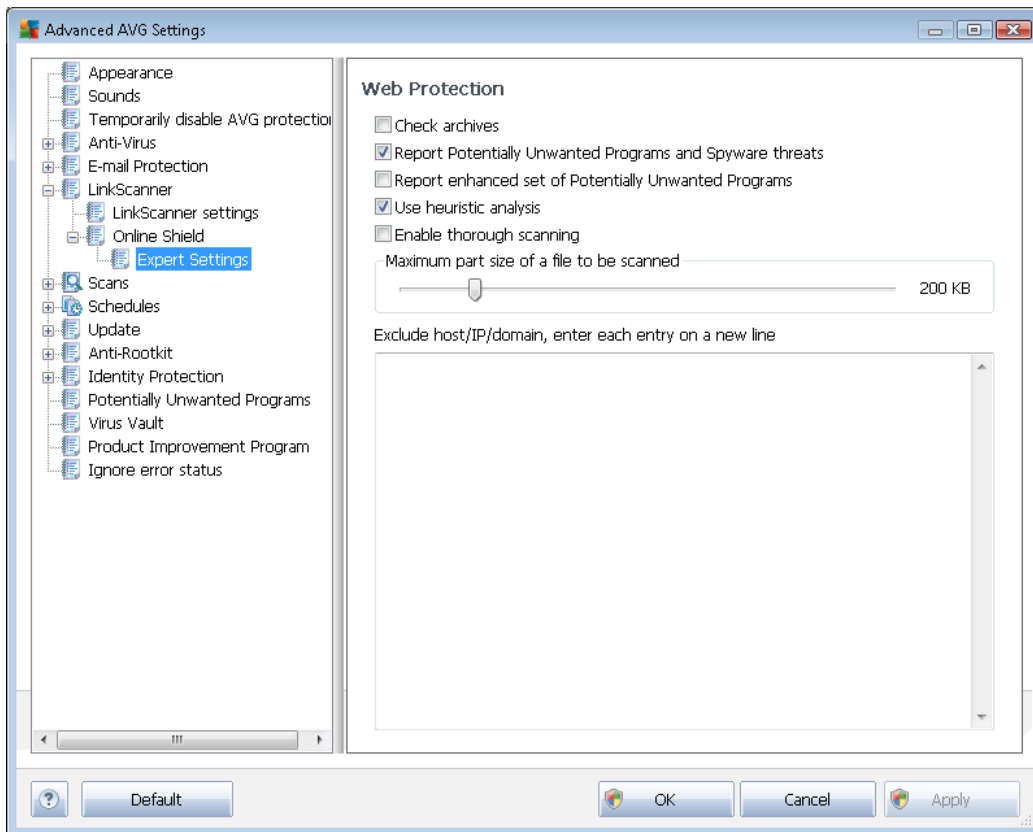 Advanced AVG Settings
Appearance
Sounds
Temporarily disable AVG protection
Anti-Virus
E-mail Protection
LinkScanner
LinkScanner settings
Online Shield
Expert Settings
Scans
Schedules
Update
Anti-Rootkit
Identity Protection
Potentially Unwanted Programs
Virus Vault
Product Improvement Program
Ignore error status
Web Protection
Check archives
Report Potentially Unwanted Programs and Spyware threats
Report enhanced set of Potentially Unwanted Programs
Use heuristic analysis
Enable thorough scanning
Maximum part size of a file to be scanned
200 KB
Exclude host/IP/domain, enter each entry on a new line
?
Default
OK
Cancel
Apply